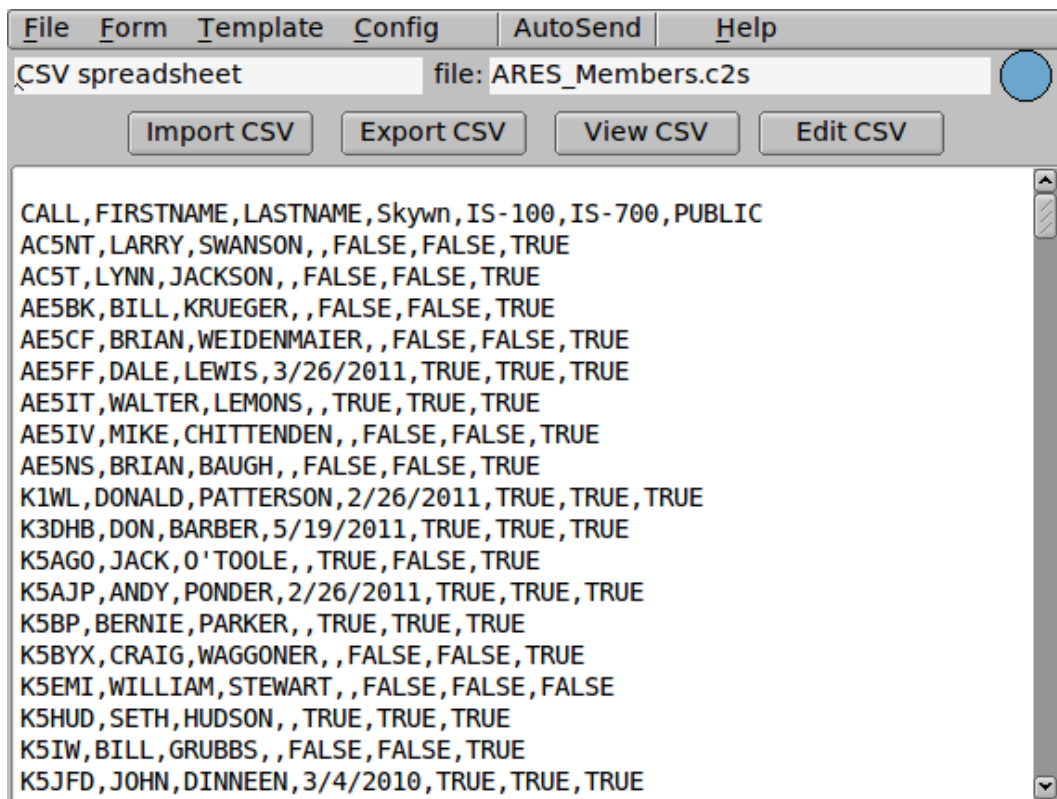 File Form Template Config AutoSend Help
CSV spreadsheet file: ARES_Members.c2s
Import CSV Export CSV View CSV Edit CSV
CALL,FIRSTNAME,LASTNAME,Skywn,IS-100,IS-700,PUBLIC
AC5NT,LARRY,SWANSON,,FALSE,FALSE,TRUE
AC5T,LYNN,JACKSON,,FALSE,FALSE,TRUE
AE5BK,BILL,KRUEGER,,FALSE,FALSE,TRUE
AE5CF,BRIAN,WEIDENMAIER,,FALSE,FALSE,TRUE
AE5FF,DALE,LEWIS,3/26/2011,TRUE,TRUE,TRUE
AE5IT,WALTER,LEMONS,,TRUE,TRUE,TRUE
AE5IV,MIKE,CHITTENDEN,,FALSE,FALSE,TRUE
AE5NS,BRIAN,BAUGH,,FALSE,FALSE,TRUE
K1WL,DONALD,PATTERSON,2/26/2011,TRUE,TRUE,TRUE
K3DHB,DON,BARBER,5/19/2011,TRUE,TRUE,TRUE
K5AGO,JACK,O'TOOLE,,TRUE,FALSE,TRUE
K5AJP,ANDY,PONDER,2/26/2011,TRUE,TRUE,TRUE
K5BP,BERNIE,PARKER,,TRUE,TRUE,TRUE
K5BYX,CRAIG,WAGGONER,,FALSE,FALSE,TRUE
K5EMI,WILLIAM,STEWART,,FALSE,FALSE,FALSE
K5HUD,SETH,HUDSON,,TRUE,TRUE,TRUE
K5IW,BILL,GRUBBS,,FALSE,FALSE,TRUE
K5JFD,JOHN,DINNEEN,3/4/2010,TRUE,TRUE,TRUE